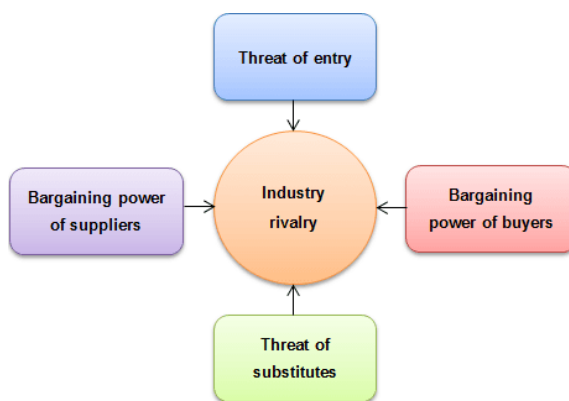 Threat of entry
Bargaining power
of suppliers
Industry
rivalry
Bargaining
power of buyers
Threat of
substitutes